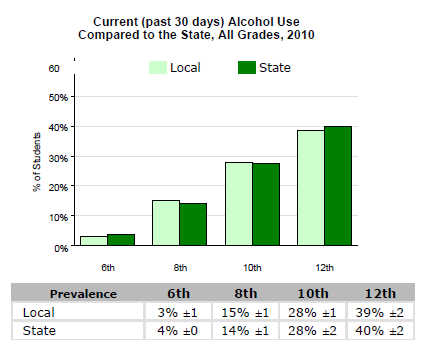 Current (past 30 days) Alcohol Use
Compared to the State, All Grades, 2010
60
Local State
50%
40%
30%
20%
10%
0%
% of Students
6th 8th 10th 12th
Prevalence 6th 8th 10th 12th
Local 3% ±1 15% ±1 28% ±1 39% ±2
State 4% ±0 14% ±1 28% ±2 40% ±2